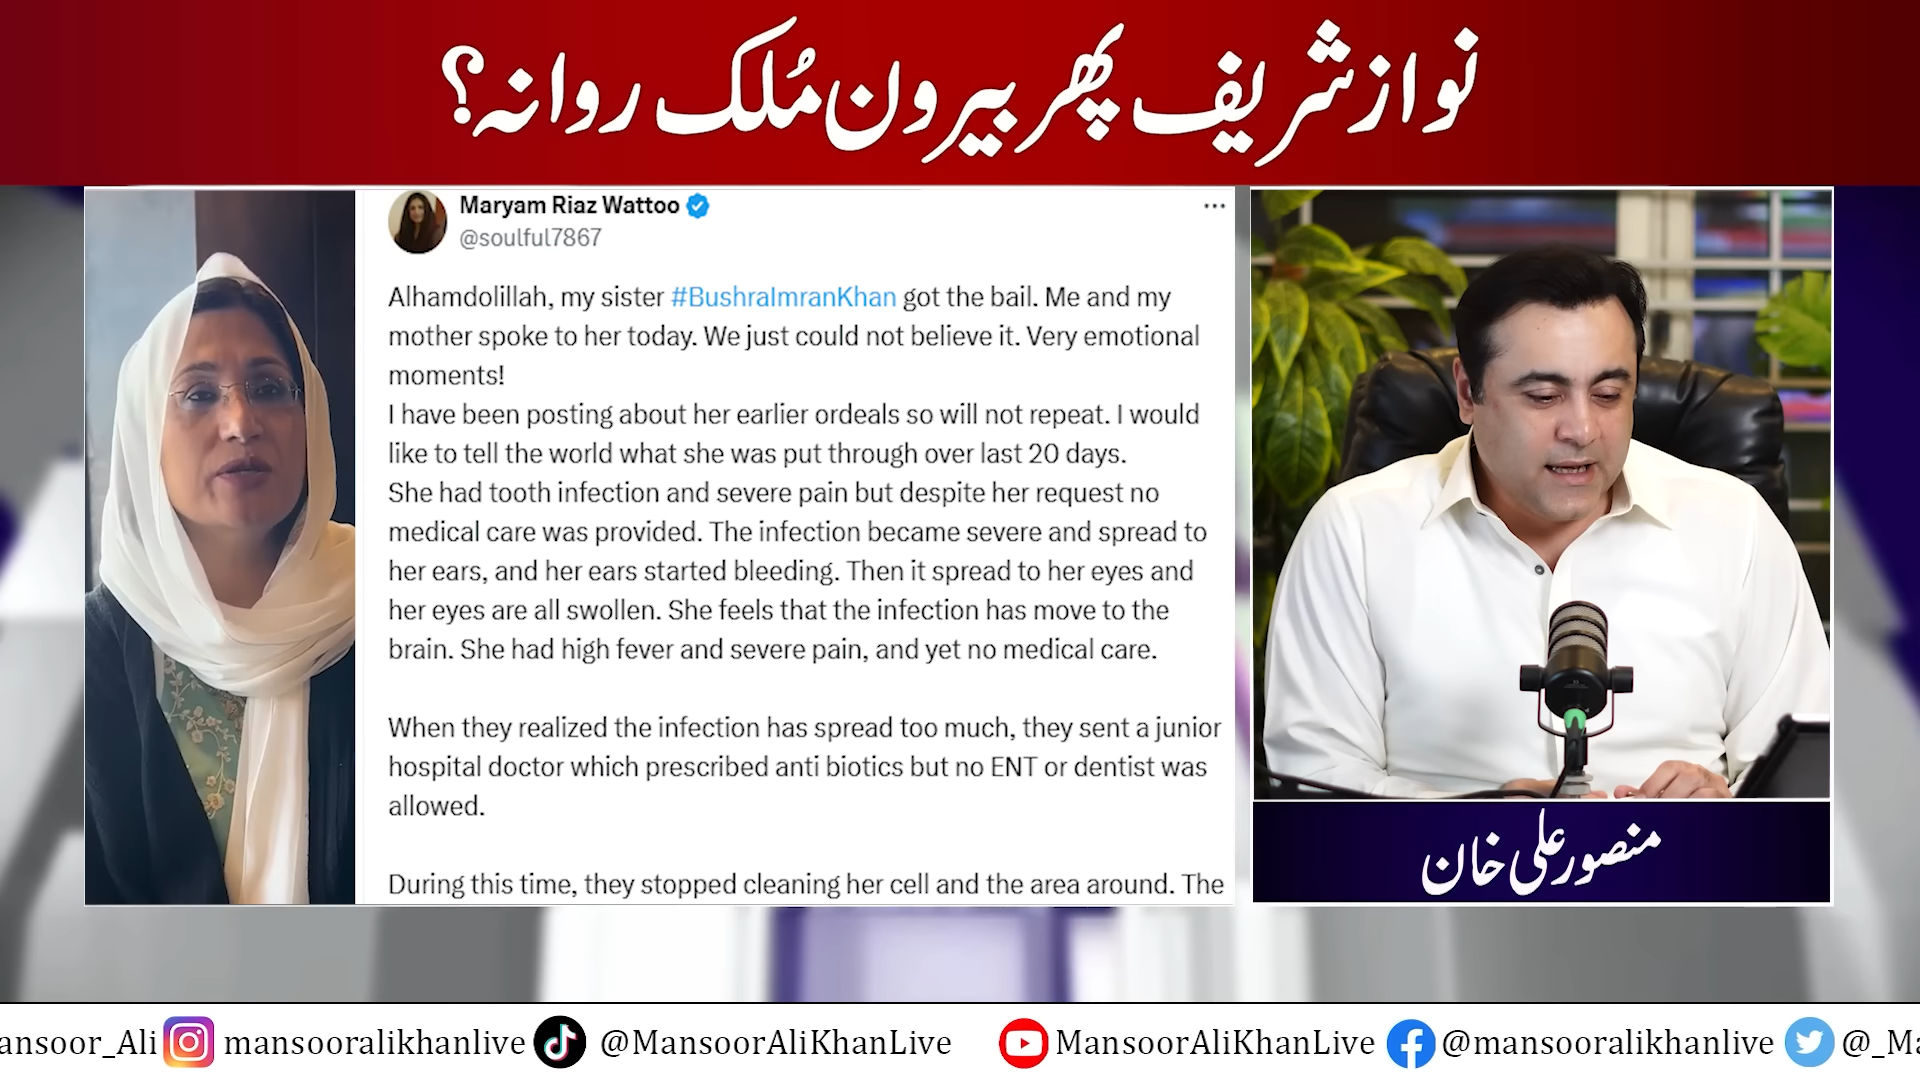 نواز شریف پھر بیرون مُلک روانہ؟
Maryam Riaz Wattoo
@soulful7867
Alhamdolillah, my sister #BushraImranKhan got the bail. Me and my
mother spoke to her today. We just could not believe it. Very emotional
moments!
I have been posting about her earlier ordeals so will not repeat. I would
like to tell the world what she was put through over last 20 days.
She had tooth infection and severe pain but despite her request no
medical care was provided. The infection became severe and spread to
her ears, and her ears started bleeding. Then it spread to her eyes and
her eyes are all swollen. She feels that the infection has move to the
brain. She had high fever and severe pain, and yet no medical care.
When they realized the infection has spread too much, they sent a junior
hospital doctor which prescribed anti biotics but no ENT or dentist was
allowed.
During this time, they stopped cleaning her cell and the area around. The
منصور علی خان
ansoor_Ali mansooralikhanlive @MansoorAliKhanLive MansoorAliKhanLive @mansooralikhanlive @_Ma